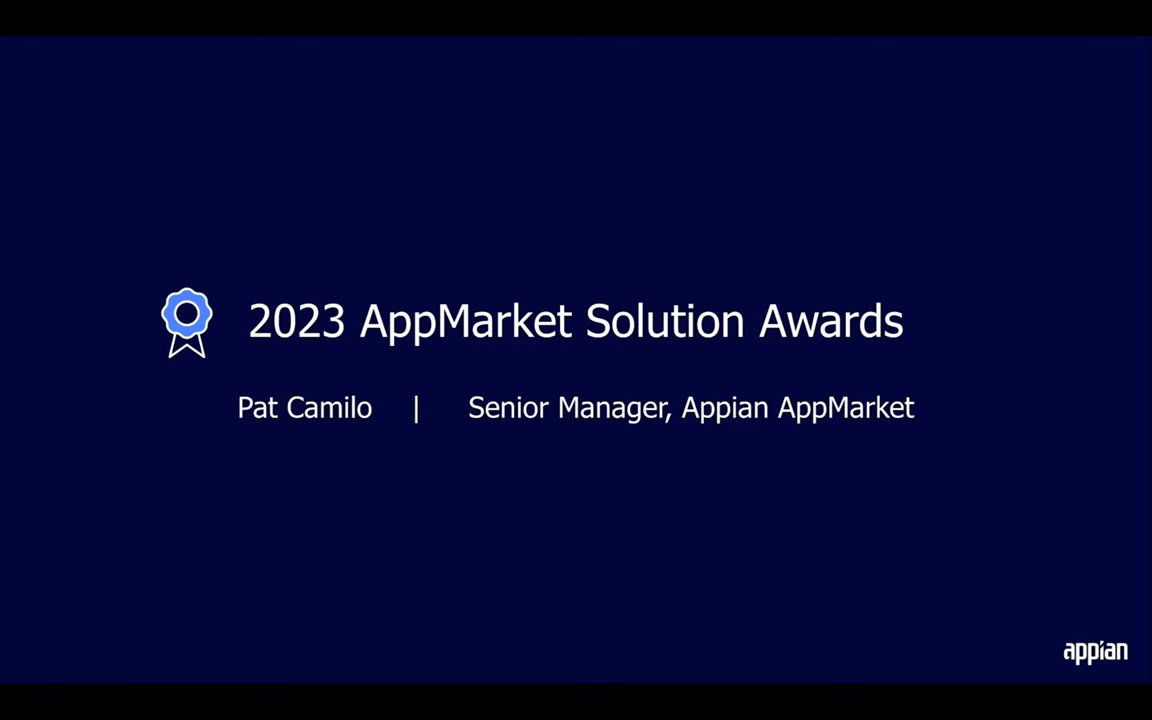 2023 AppMarket Solution Awards
Pat Camilo | Senior Manager, Appian AppMarket
appian